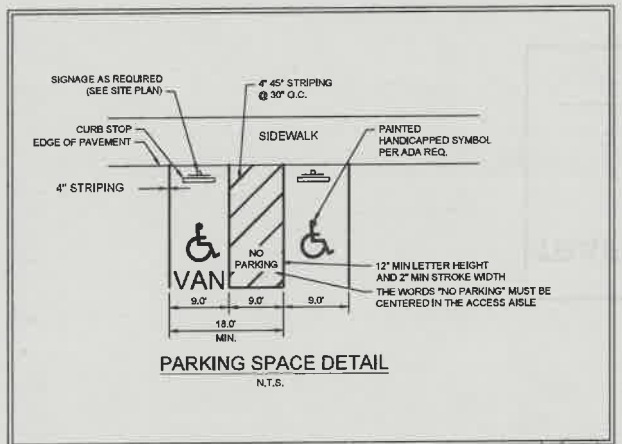 SIGNAGE AS REQUIRED
(SEE SITE PLAN)
4" 45° STRIPING
@ 30" O.C.
CURB STOP
EDGE OF PAVEMENT
SIDEWALK
PAINTED
HANDICAPPED SYMBOL
PER ADA REQ.
4" STRIPING
NO
PARKING
VAN
12" MIN LETTER HEIGHT
AND 2" MIN STROKE WIDTH
THE WORDS "NO PARKING" MUST BE
CENTERED IN THE ACCESS AISLE
9.0' 9.0' 9.0'
18.0'
MIN.
PARKING SPACE DETAIL
N.T.S.